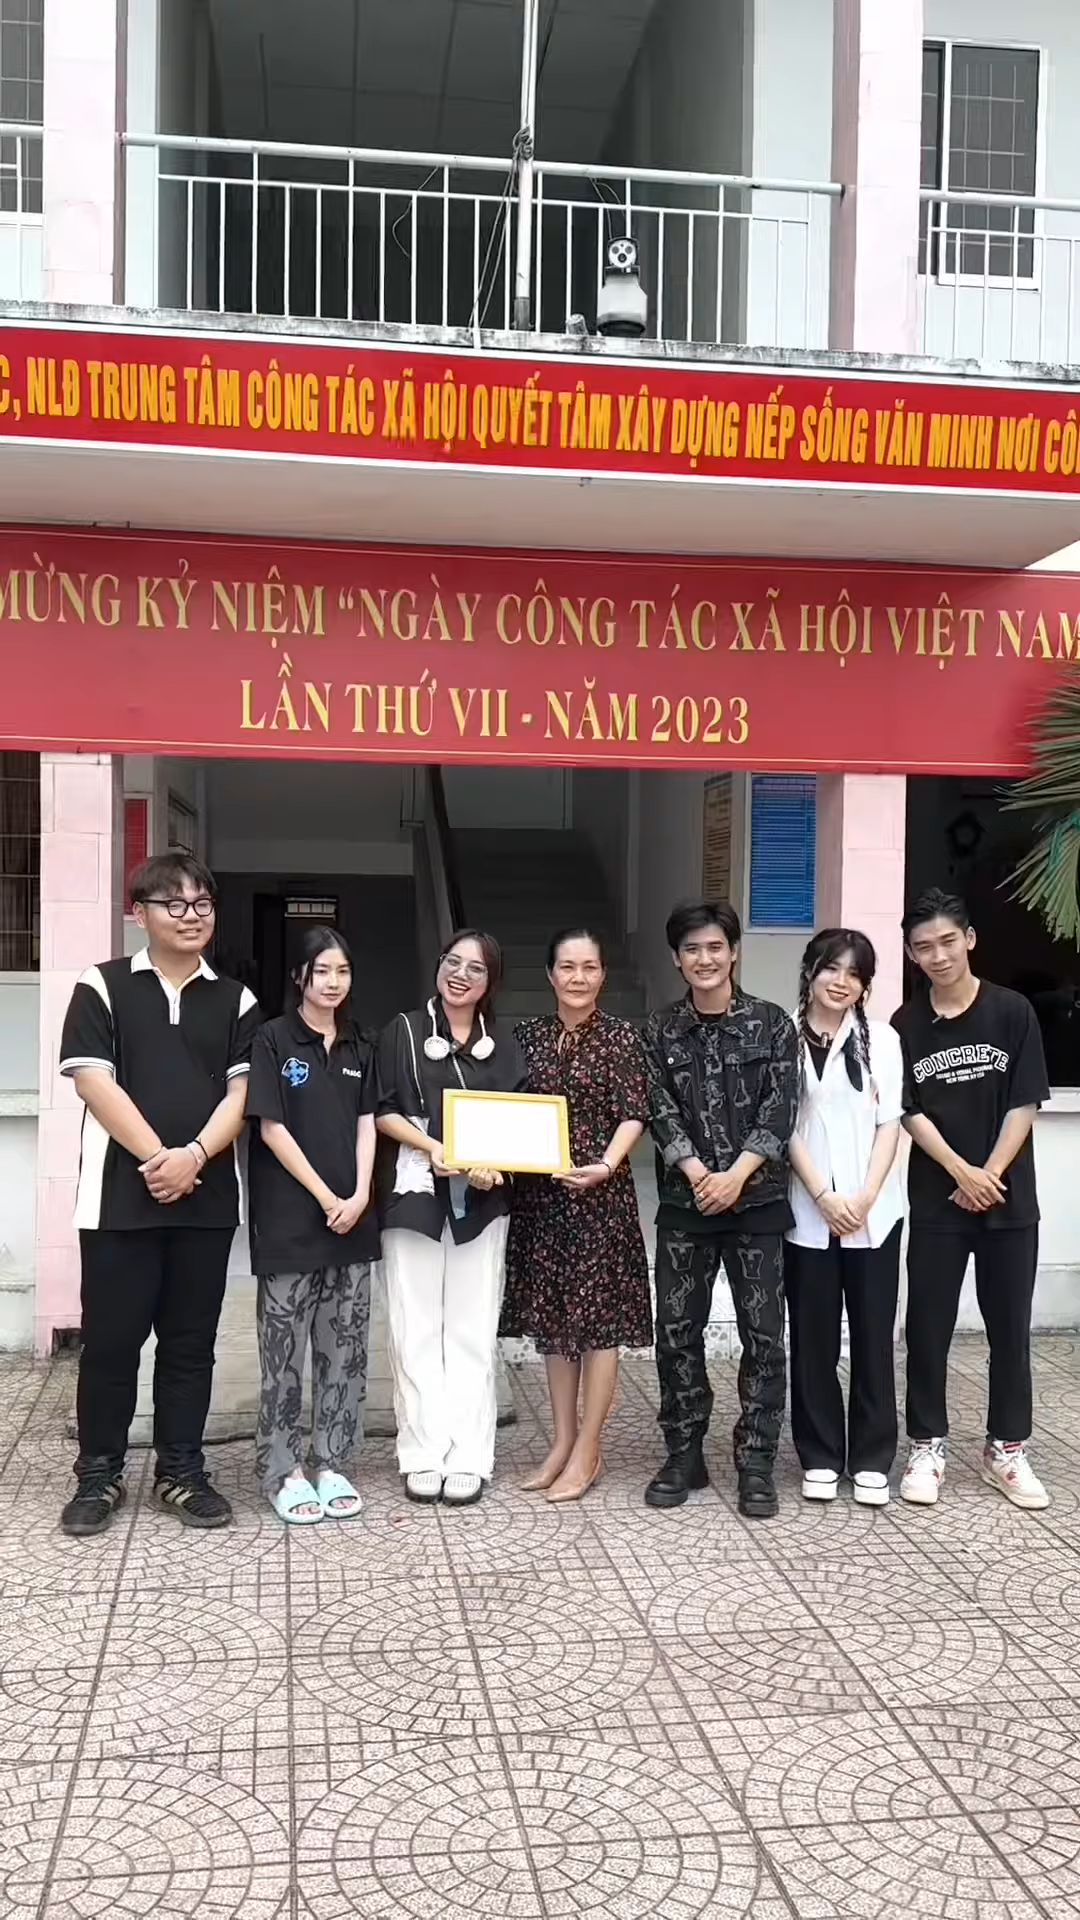 C, NLĐ TRUNG TÂM CÔNG TÁC XÃ HỘI QUYẾT TÂM XÂY DỰNG NẾP SỐNG VĂN MINH NƠI CÔ
MỪNG KỶ NIỆM “NGÀY CÔNG TÁC XÃ HỘI VIỆT NAM
LẦN THỨ VII - NĂM 2023
CONCRETE